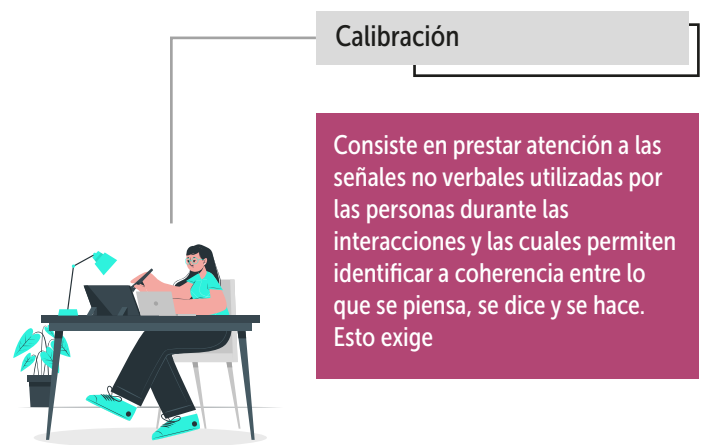 Calibración
Consiste en prestar atención a las
señales no verbales utilizadas por
las personas durante las
interacciones y las cuales permiten
identificar a coherencia entre lo
que se piensa, se dice y se hace.
Esto exige